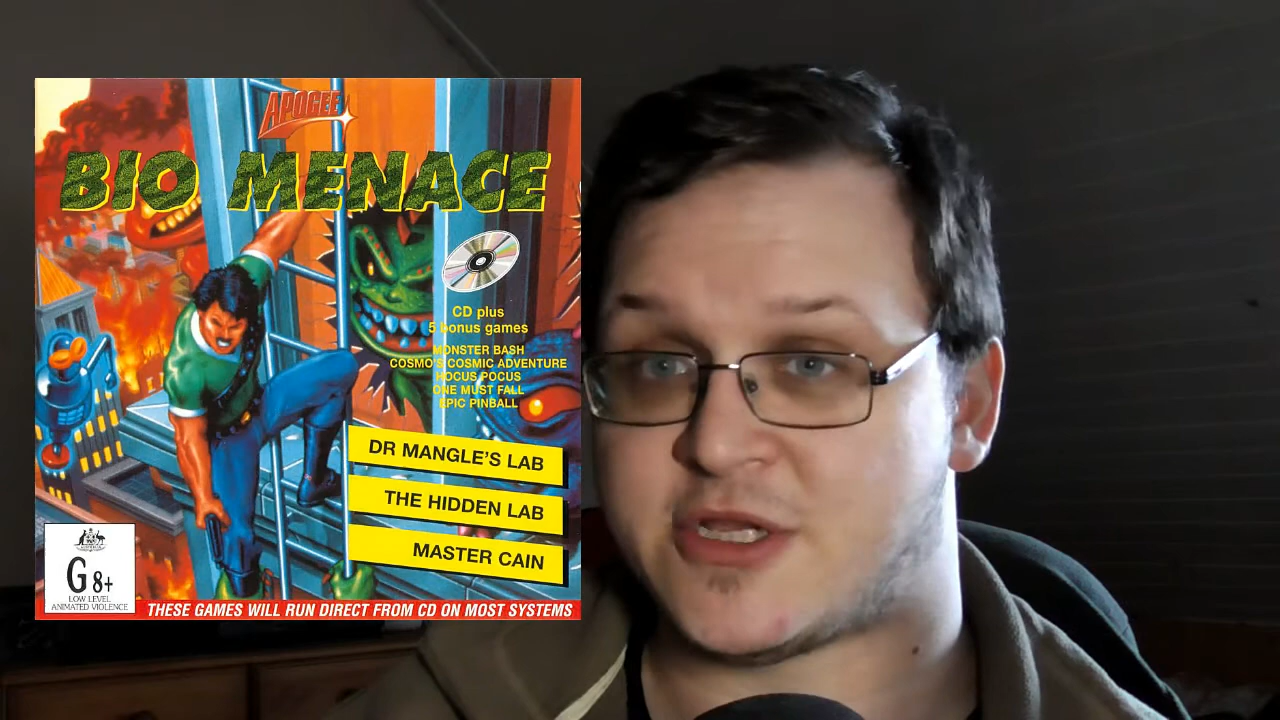 APOGEE
BIO MENACE
CD plus
5 bonus games
MONSTER BASH
COSMO'S COSMIC ADVENTURE
HOCUS POCUS
ONE MUST FALL
EPIC PINBALL
DR MANGLE'S LAB
THE HIDDEN LAB
MASTER CAIN
G 8+
LOW LEVEL
ANIMATED VIOLENCE
THESE GAMES WILL RUN DIRECT FROM CD ON MOST SYSTEMS